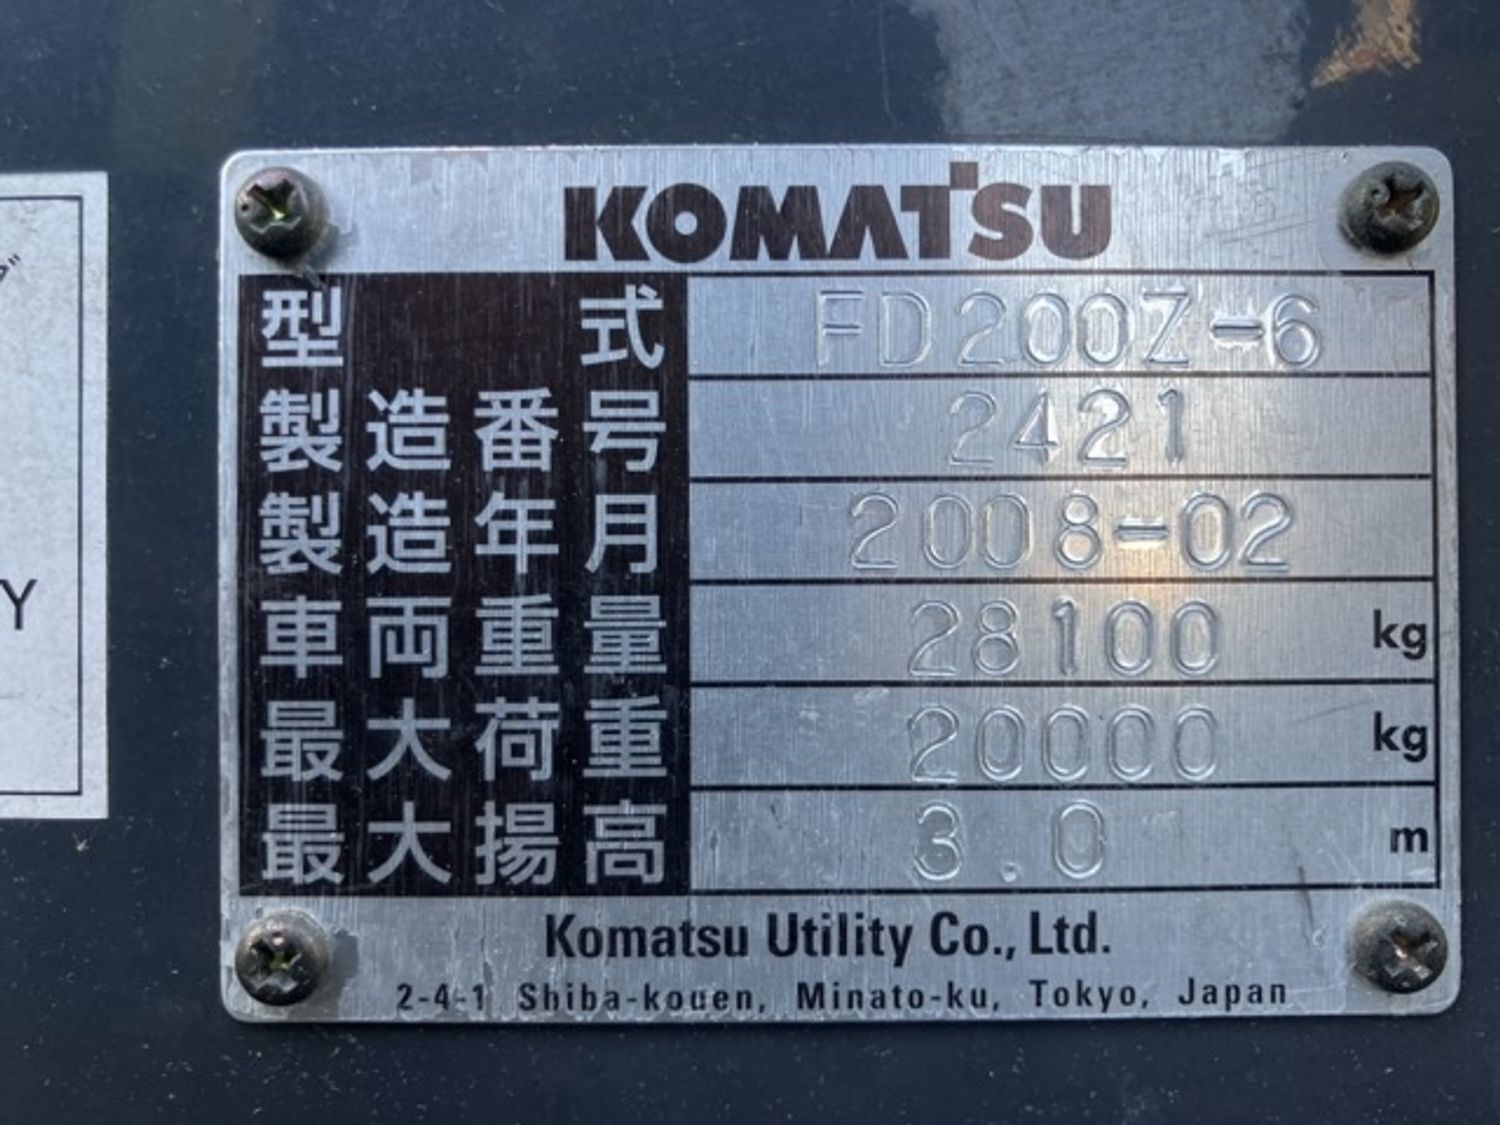 KOMATSU
型式 FD200Z-6
製造番号 2421
製造年月 2008-02
車両重量 28100 kg
最大荷重 20000 kg
最大揚高 3.0 m
Komatsu Utility Co., Ltd.
2-4-1 Shiba-kouen, Minato-ku, Tokyo, Japan
Y